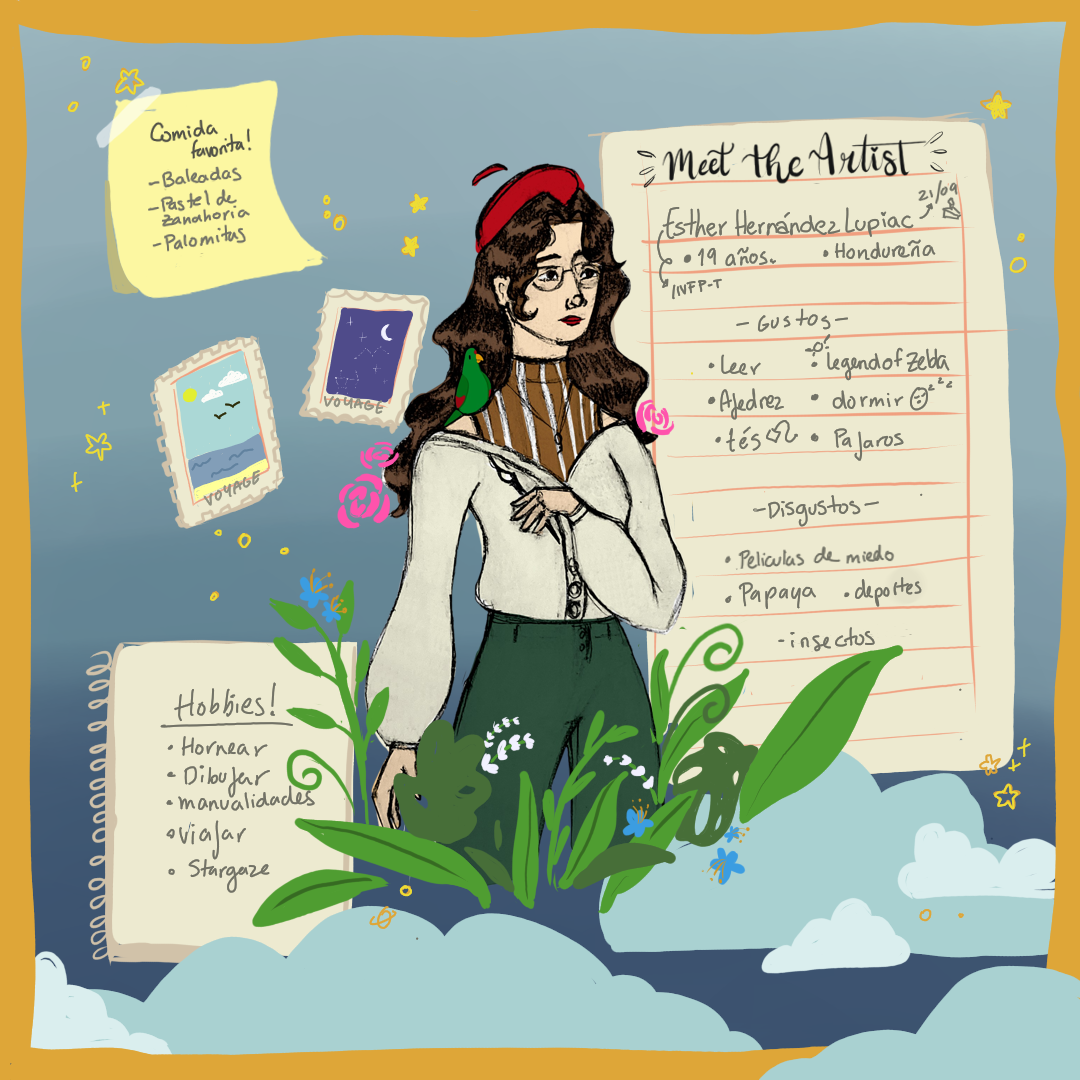 Comida
favorita!
-Baleadas
-Pastel de
zanahoria
-Palomitas
VOYAGE
VOYAGE
Meet the Artist
21/09
Esther Hernández Lupiac
• 19 años. • Hondureña
INFP-T
- Gustos -
• Leer • legend of Zelda
• Ajedrez • dormir zzz
• tés • Pajaros
- Disgustos -
• Peliculas de miedo
• Papaya • deportes
- insectos
Hobbies!
• Hornear
• Dibujar
• manualidades
• viajar
• Stargaze